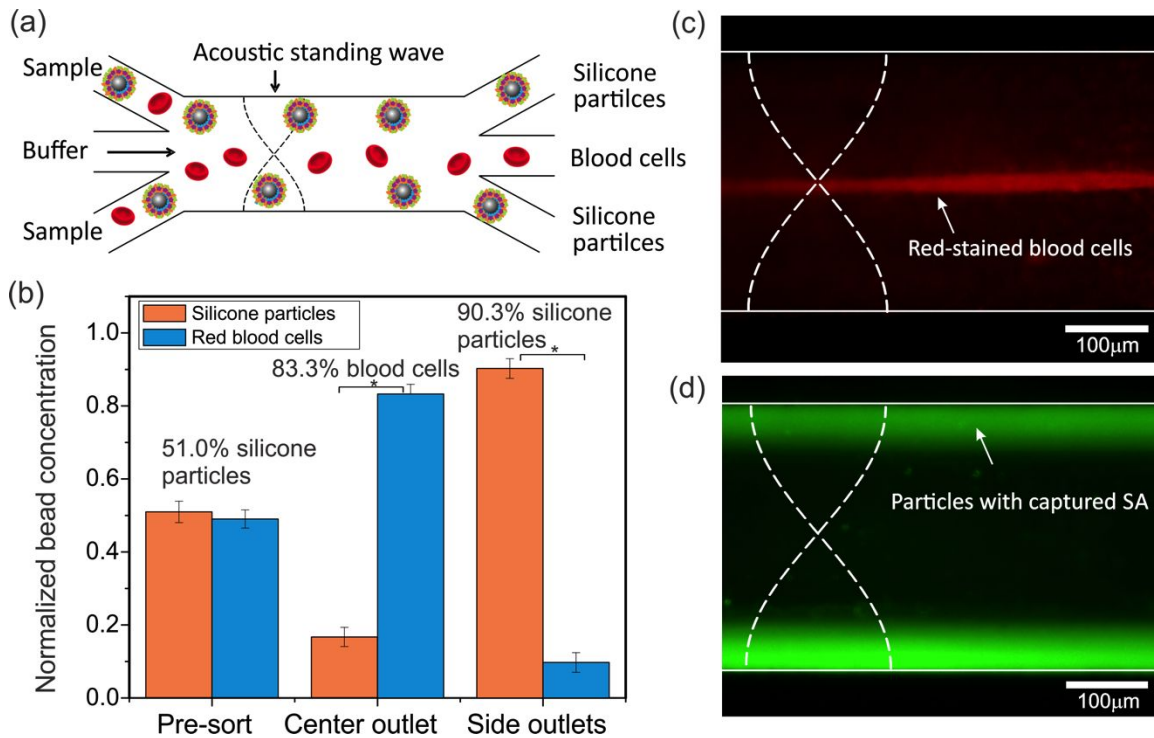 (a)
Acoustic standing wave
Sample
Silicone
partilces
Buffer
Blood cells
Sample
Silicone
partilces
(b)
Silicone particles
Red blood cells
90.3% silicone
particles
*
83.3% blood cells
*
51.0% silicone
particles
Normalized bead concentration
1.0
0.8
0.6
0.4
0.2
0.0
Pre-sort
Center outlet
Side outlets
(c)
Red-stained blood cells
100μm
(d)
Particles with captured SA
100μm